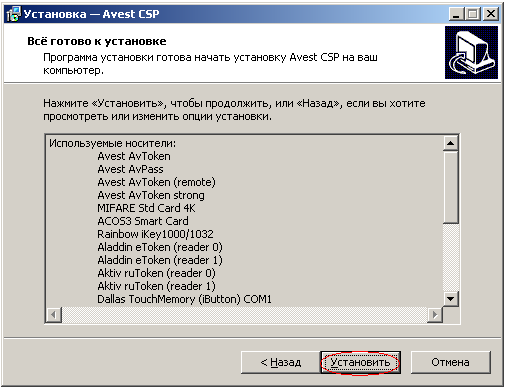 Установка — Avest CSP
Всё готово к установке
Программа установки готова начать установку Avest CSP на ваш
компьютер.
Нажмите «Установить», чтобы продолжить, или «Назад», если вы хотите
просмотреть или изменить опции установки.
Используемые носители:
Avest AvToken
Avest AvPass
Avest AvToken (remote)
Avest AvToken strong
MIFARE Std Card 4K
ACOS3 Smart Card
Rainbow iKey1000/1032
Aladdin eToken (reader 0)
Aladdin eToken (reader 1)
Aktiv ruToken (reader 0)
Aktiv ruToken (reader 1)
Dallas TouchMemory (iButton) COM1
< Назад Установить Отмена